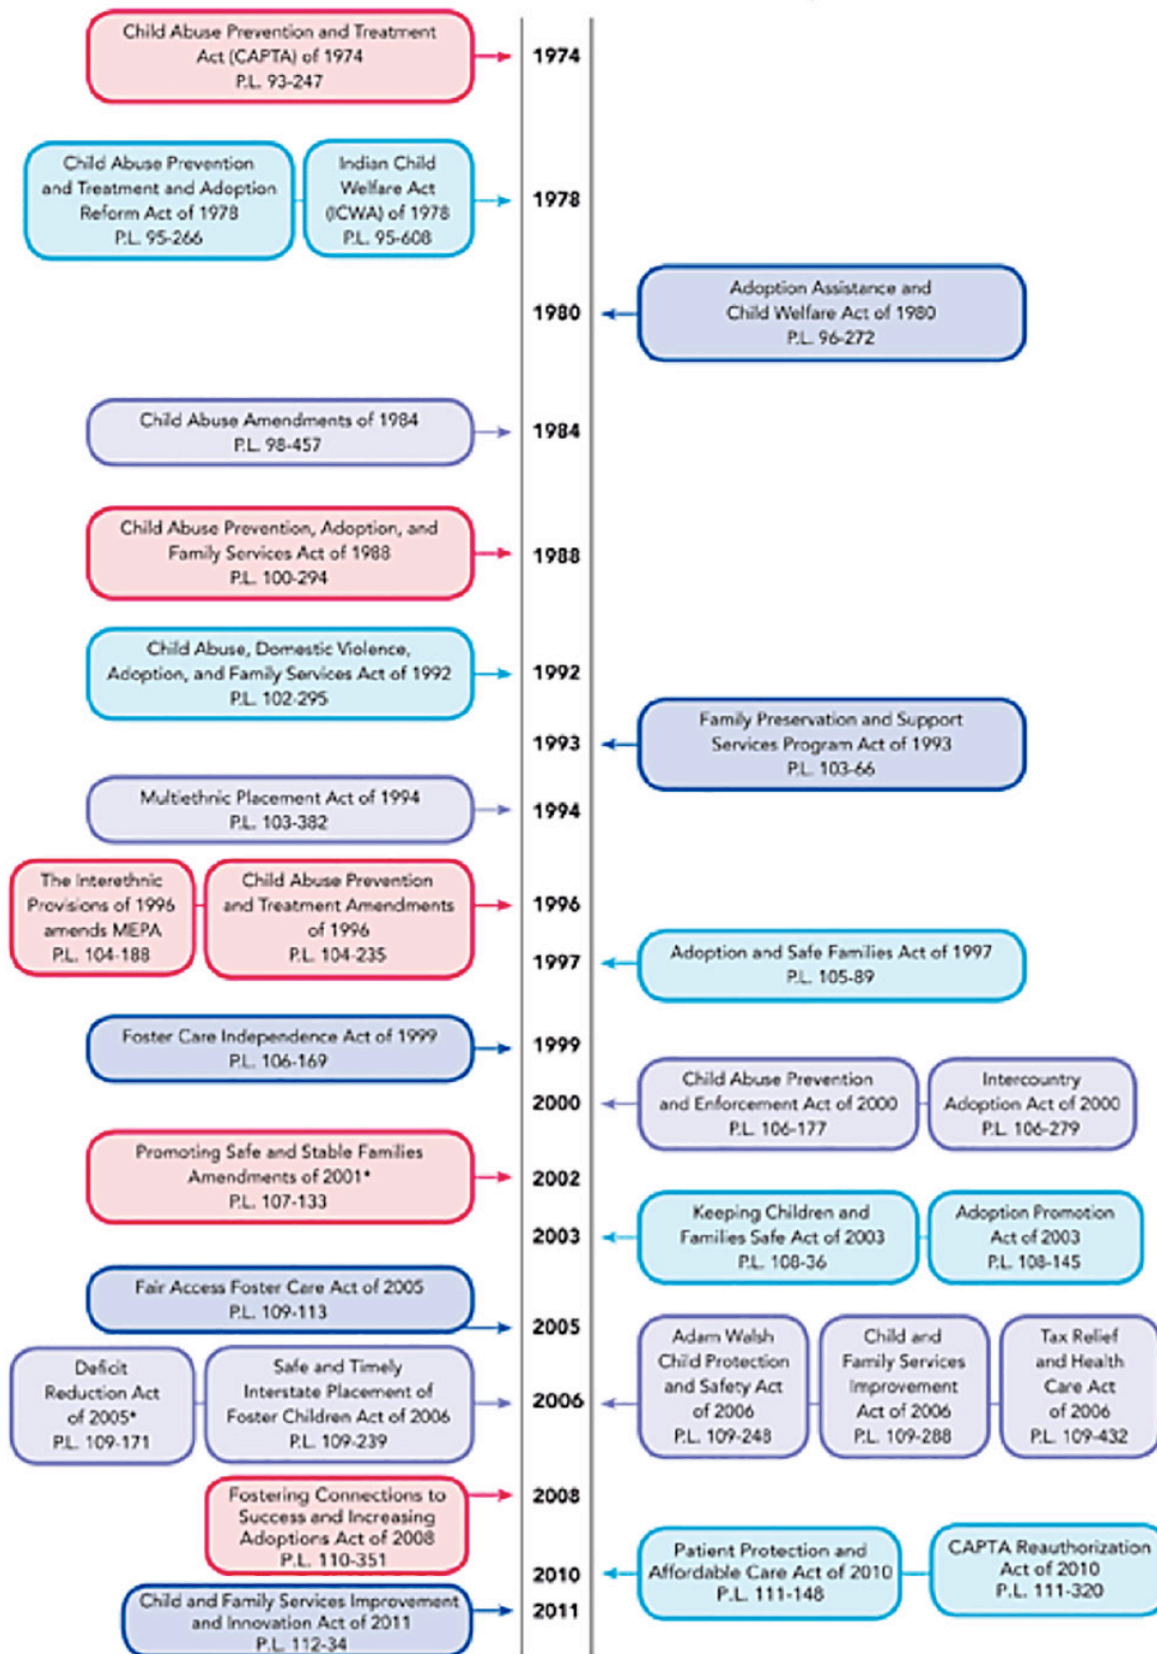 Child Abuse Prevention and Treatment
Act (CAPTA) of 1974
P.L. 93-247
1974
Child Abuse Prevention
and Treatment and Adoption
Reform Act of 1978
P.L. 95-266
Indian Child
Welfare Act
(ICWA) of 1978
P.L. 95-608
1978
1980
Adoption Assistance and
Child Welfare Act of 1980
P.L. 96-272
Child Abuse Amendments of 1984
P.L. 98-457
1984
Child Abuse Prevention, Adoption, and
Family Services Act of 1988
P.L. 100-294
1988
Child Abuse, Domestic Violence,
Adoption, and Family Services Act of 1992
P.L. 102-295
1992
1993
Family Preservation and Support
Services Program Act of 1993
P.L. 103-66
Multiethnic Placement Act of 1994
P.L. 103-382
1994
The Interethnic
Provisions of 1996
amends MEPA
P.L. 104-188
Child Abuse Prevention
and Treatment Amendments
of 1996
P.L. 104-235
1996
1997
Adoption and Safe Families Act of 1997
P.L. 105-89
Foster Care Independence Act of 1999
P.L. 106-169
1999
2000
Child Abuse Prevention
and Enforcement Act of 2000
P.L. 106-177
Intercountry
Adoption Act of 2000
P.L. 106-279
Promoting Safe and Stable Families
Amendments of 2001*
P.L. 107-133
2002
2003
Keeping Children and
Families Safe Act of 2003
P.L. 108-36
Adoption Promotion
Act of 2003
P.L. 108-145
Fair Access Foster Care Act of 2005
P.L. 109-113
2005
Deficit
Reduction Act
of 2005*
P.L. 109-171
Safe and Timely
Interstate Placement of
Foster Children Act of 2006
P.L. 109-239
2006
Adam Walsh
Child Protection
and Safety Act
of 2006
P.L. 109-248
Child and
Family Services
Improvement
Act of 2006
P.L. 109-288
Tax Relief
and Health
Care Act
of 2006
P.L. 109-432
Fostering Connections to
Success and Increasing
Adoptions Act of 2008
P.L. 110-351
2008
2010
Patient Protection and
Affordable Care Act of 2010
P.L. 111-148
CAPTA Reauthorization
Act of 2010
P.L. 111-320
Child and Family Services Improvement
and Innovation Act of 2011
P.L. 112-34
2011